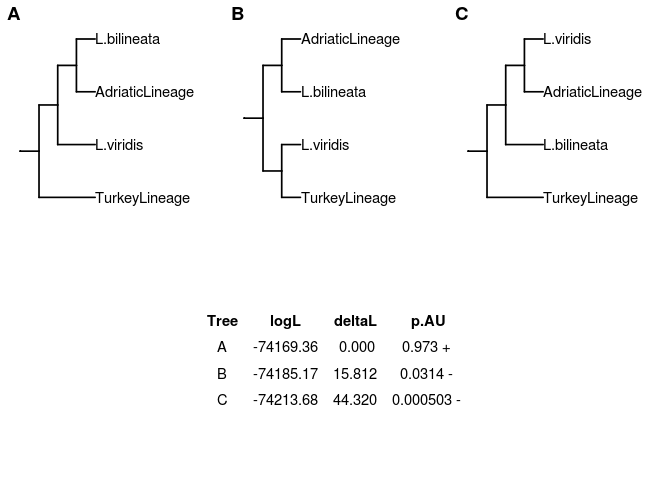 A
L.bilineata
AdriaticLineage
L.viridis
TurkeyLineage
B
AdriaticLineage
L.bilineata
L.viridis
TurkeyLineage
C
L.viridis
AdriaticLineage
L.bilineata
TurkeyLineage
Tree logL deltaL p.AU
A -74169.36 0.000 0.973 +
B -74185.17 15.812 0.0314 -
C -74213.68 44.320 0.000503 -